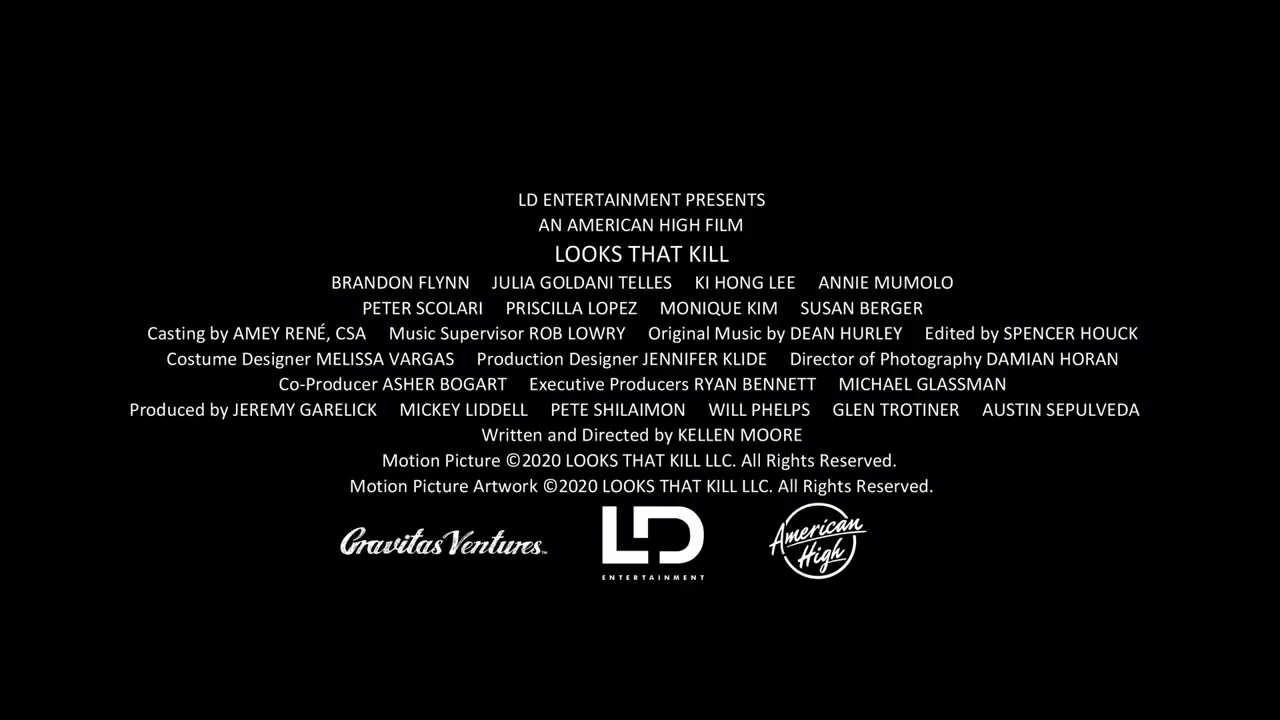 LD ENTERTAINMENT PRESENTS
AN AMERICAN HIGH FILM
LOOKS THAT KILL
BRANDON FLYNN JULIA GOLDANI TELLES KI HONG LEE ANNIE MUMOLO
PETER SCOLARI PRISCILLA LOPEZ MONIQUE KIM SUSAN BERGER
Casting by AMEY RENÉ, CSA Music Supervisor ROB LOWRY Original Music by DEAN HURLEY Edited by SPENCER HOUCK
Costume Designer MELISSA VARGAS Production Designer JENNIFER KLIDE Director of Photography DAMIAN HORAN
Co-Producer ASHER BOGART Executive Producers RYAN BENNETT MICHAEL GLASSMAN
Produced by JEREMY GARELICK MICKEY LIDDELL PETE SHILAIMON WILL PHELPS GLEN TROTINER AUSTIN SEPULVEDA
Written and Directed by KELLEN MOORE
Motion Picture ©2020 LOOKS THAT KILL LLC. All Rights Reserved.
Motion Picture Artwork ©2020 LOOKS THAT KILL LLC. All Rights Reserved.
Gravitas Ventures™
LD
ENTERTAINMENT
American
High